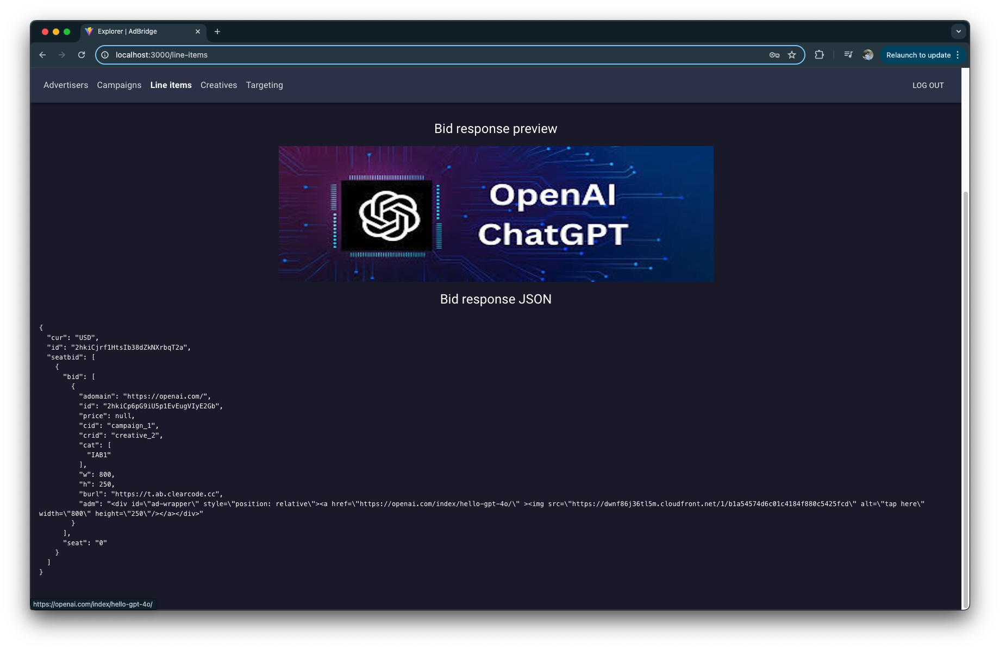 Explorer | AdBridge
localhost:3000/line-items
Relaunch to update
Advertisers Campaigns Line items Creatives Targeting LOG OUT
Bid response preview
OpenAI
ChatGPT
Bid response JSON
{
"cur": "USD",
"id": "2hkiCjrf1HtsIb38dZkNXrbqT2a",
"seatbid": [
{
"bid": [
{
"adomain": "https://openai.com/",
"id": "2hkiCp6pG9iU5p1EvEugVIyE2Gb",
"price": null,
"cid": "campaign_1",
"crid": "creative_2",
"cat": [
"IAB1"
],
"w": 800,
"h": 250,
"burl": "https://t.ab.clearcode.cc",
"adm": "<div id=\"ad-wrapper\" style=\"position: relative\"><a href=\"https://openai.com/index/hello-gpt-4o/\" ><img src=\"https://dwnf86j36tl5m.cloudfront.net/1/b1a54574d6c01c4184f880c5425fcd\" alt=\"tap here\"
width=\"800\" height=\"250\"/></a></div>"
}
],
"seat": "0"
}
]
}
https://openai.com/index/hello-gpt-4o/